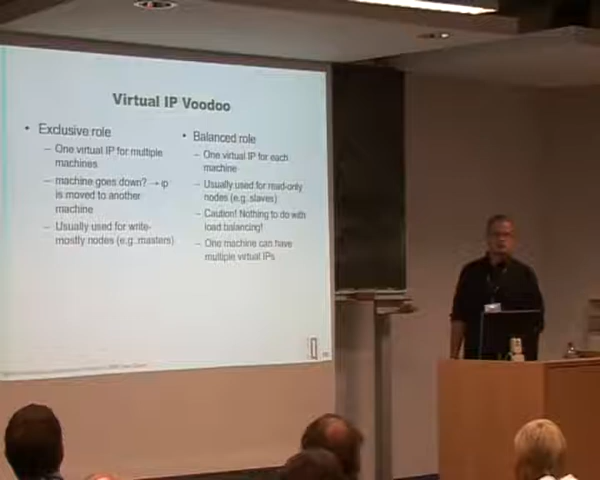 Virtual IP Voodoo
• Exclusive role
– One virtual IP for multiple
machines
– machine goes down? → ip
is moved to another
machine
– Usually used for write-
mostly nodes (e.g. masters)
• Balanced role
– One virtual IP for each
machine
– Usually used for read-only
nodes (e.g. slaves)
– Caution! Nothing to do with
load balancing!
– One machine can have
multiple virtual IPs